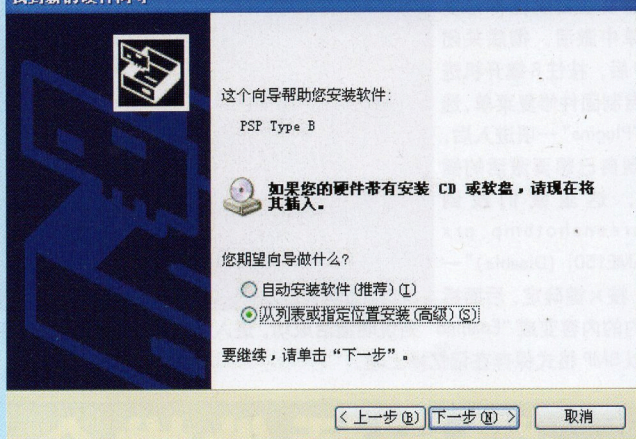 这个向导帮助您安装软件:
PSP Type B
如果您的硬件带有安装 CD 或软盘，请现在将
其插入。
您期望向导做什么?
自动安装软件(推荐)(I)
从列表或指定位置安装(高级)(S)
要继续，请单击“下一步”。
< 上一步(B) 下一步(N) > 取消